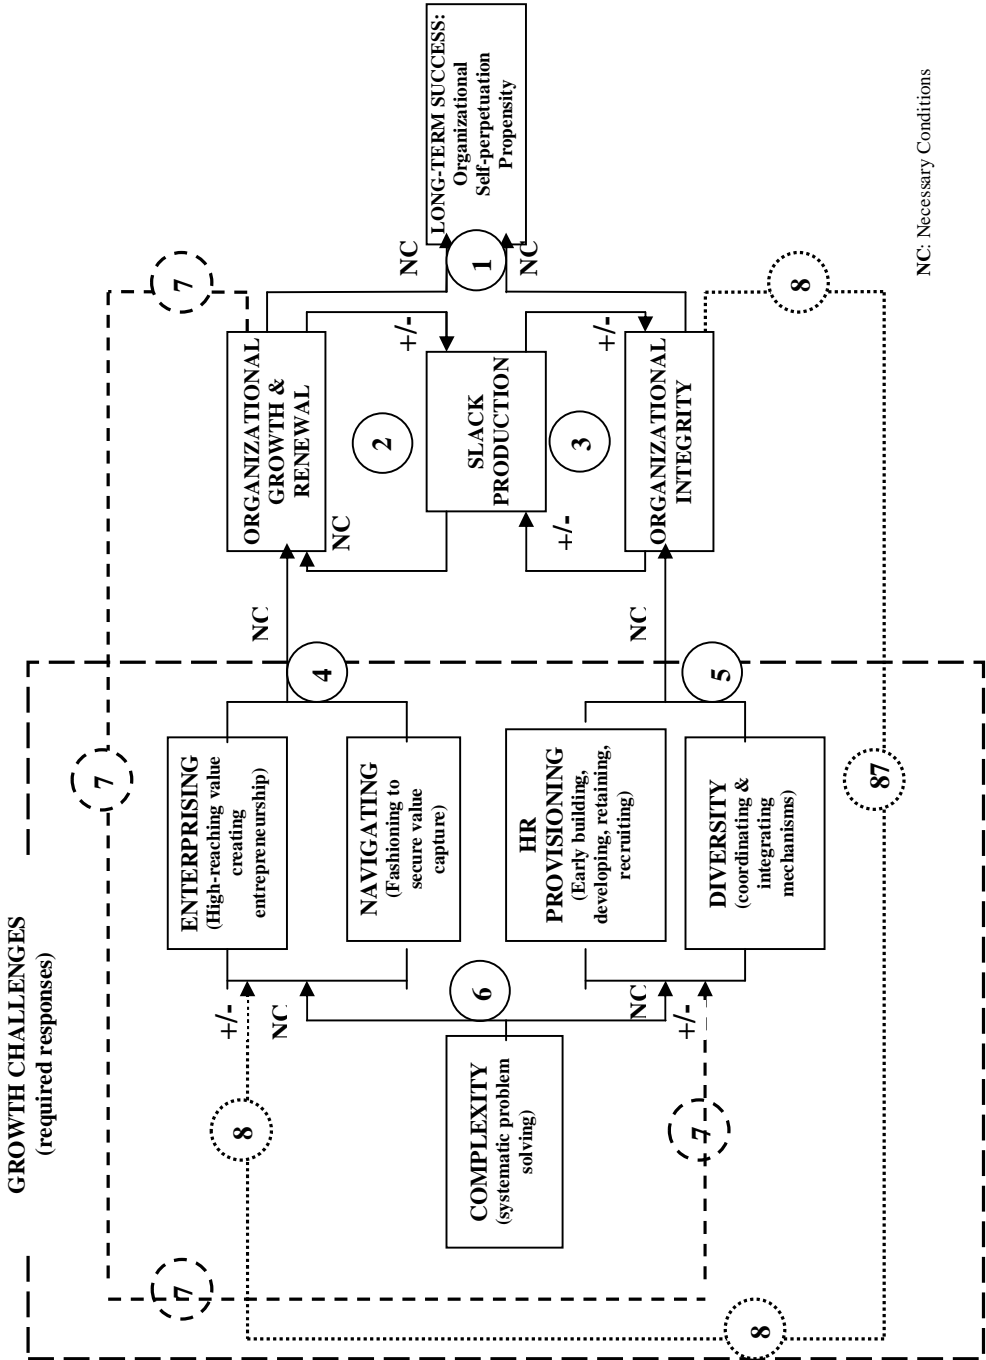 GROWTH CHALLENGES
(required responses)
COMPLEXITY
(systematic problem
solving)
8
7
7
8
6
+/-
NC
NC
+/-
ENTERPRISING
(High-reaching value
creating
entrepreneurship)
NAVIGATING
(Fashioning to
secure value
capture)
HR
PROVISIONING
(Early building,
developing, retaining,
recruiting)
DIVERSITY
(coordinating &
integrating
mechanisms)
7
87
4
5
NC
NC
ORGANIZATIONAL
GROWTH &
RENEWAL
NC
2
SLACK
PRODUCTION
+/-
+/-
3
+/-
ORGANIZATIONAL
INTEGRITY
7
8
NC
1
NC
LONG-TERM SUCCESS:
Organizational
Self-perpetuation
Propensity
NC: Necessary Conditions